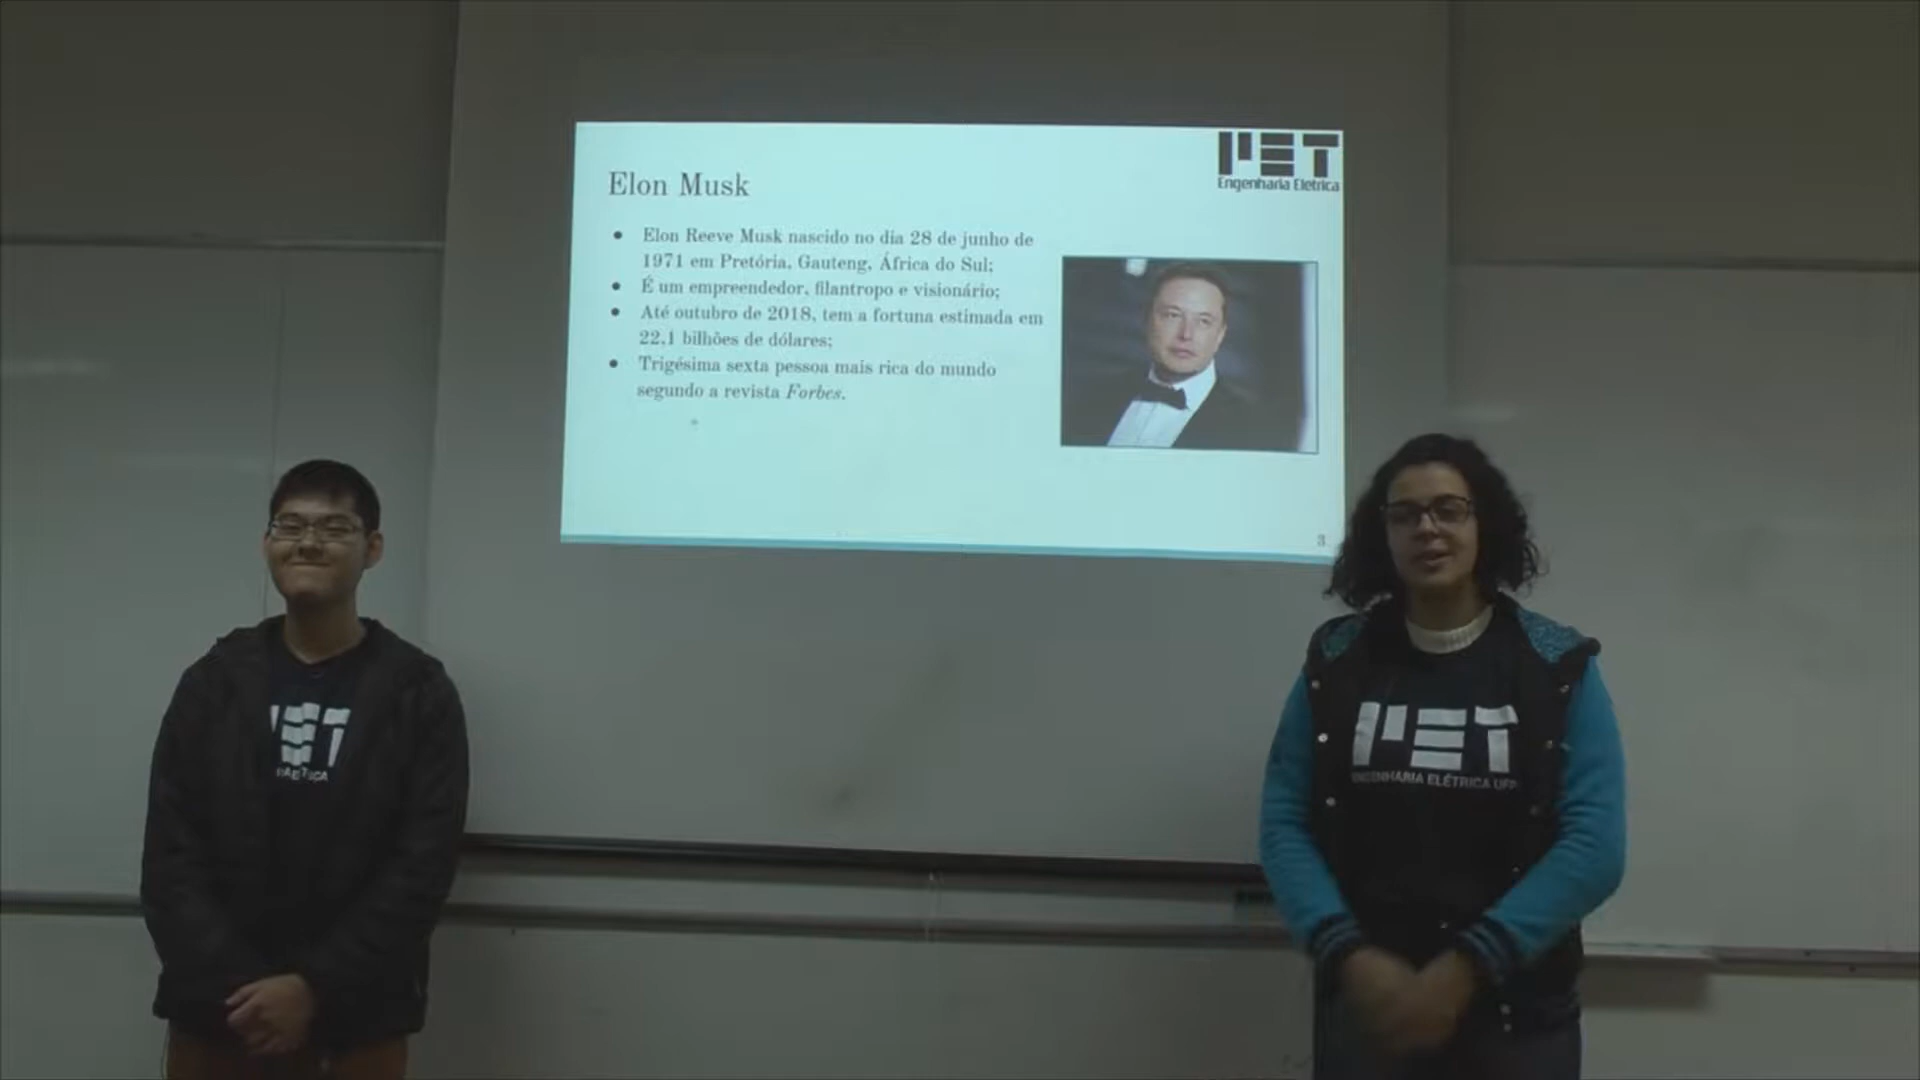 PET
Engenharia Eletrica
Elon Musk
● Elon Reeve Musk nascido no dia 28 de junho de
1971 em Pretória, Gauteng, África do Sul;
● É um empreendedor, filantropo e visionário;
● Até outubro de 2018, tem a fortuna estimada em
22,1 bilhões de dólares;
● Trigésima sexta pessoa mais rica do mundo
segundo a revista Forbes.
3
PET
ENGENHARIA ELÉTRICA UFP